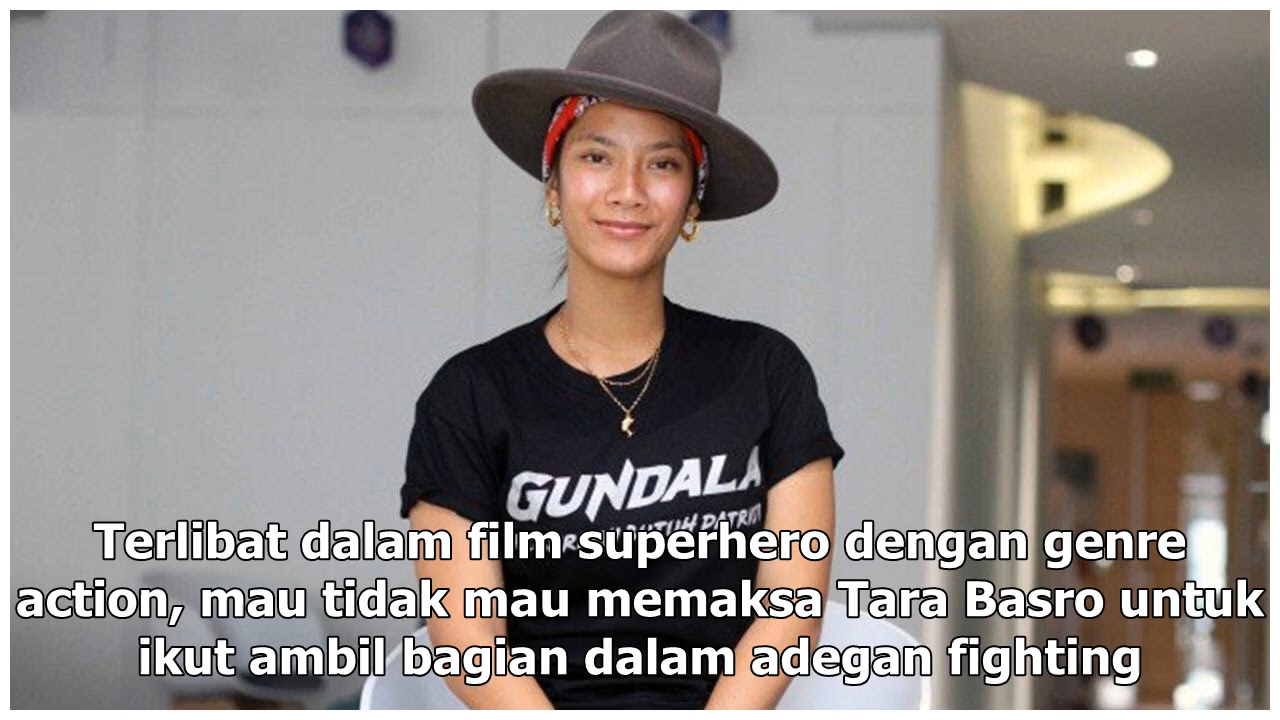 GUNDALA
PATRIOT
Terlibat dalam film superhero dengan genre
action, mau tidak mau memaksa Tara Basro untuk
ikut ambil bagian dalam adegan fighting